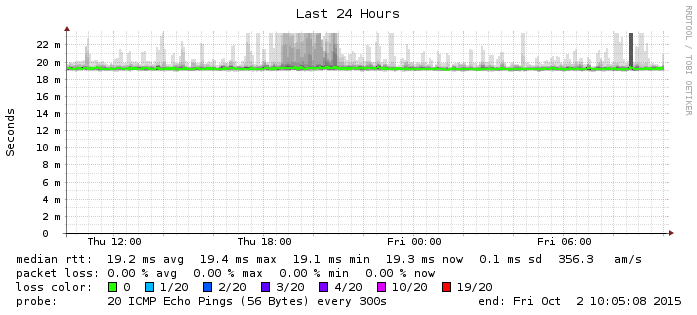 Last 24 Hours
RRDTOOL / TOBI OETIKER
Seconds
22 m
20 m
18 m
16 m
14 m
12 m
10 m
8 m
6 m
4 m
2 m
0
Thu 12:00 Thu 18:00 Fri 00:00 Fri 06:00
median rtt: 19.2 ms avg 19.4 ms max 19.1 ms min 19.3 ms now 0.1 ms sd 356.3 am/s
packet loss: 0.00 % avg 0.00 % max 0.00 % min 0.00 % now
loss color: 0 1/20 2/20 3/20 4/20 10/20 19/20
probe: 20 ICMP Echo Pings (56 Bytes) every 300s end: Fri Oct 2 10:05:08 2015